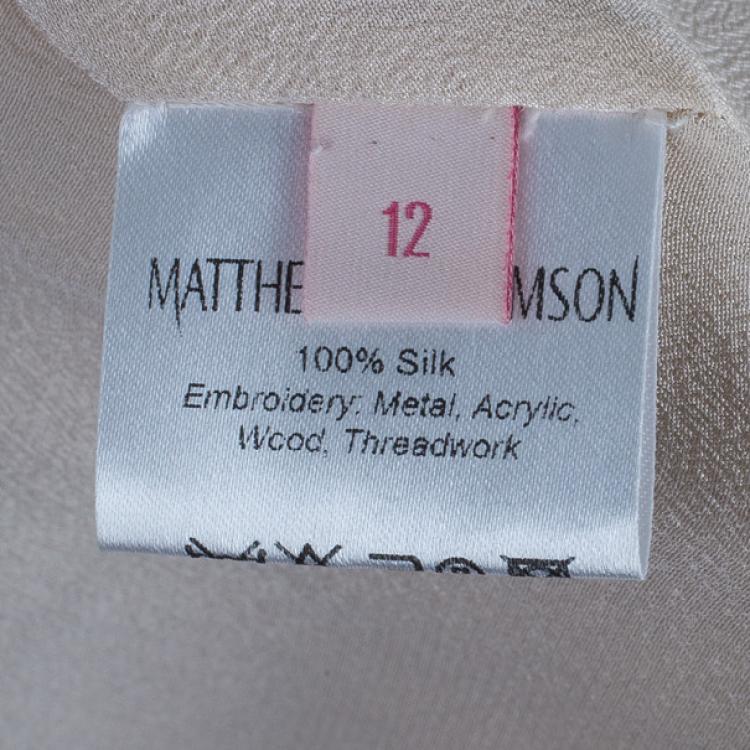 12
MATTHE MSON
100% Silk
Embroidery: Metal, Acrylic,
Wood, Threadwork